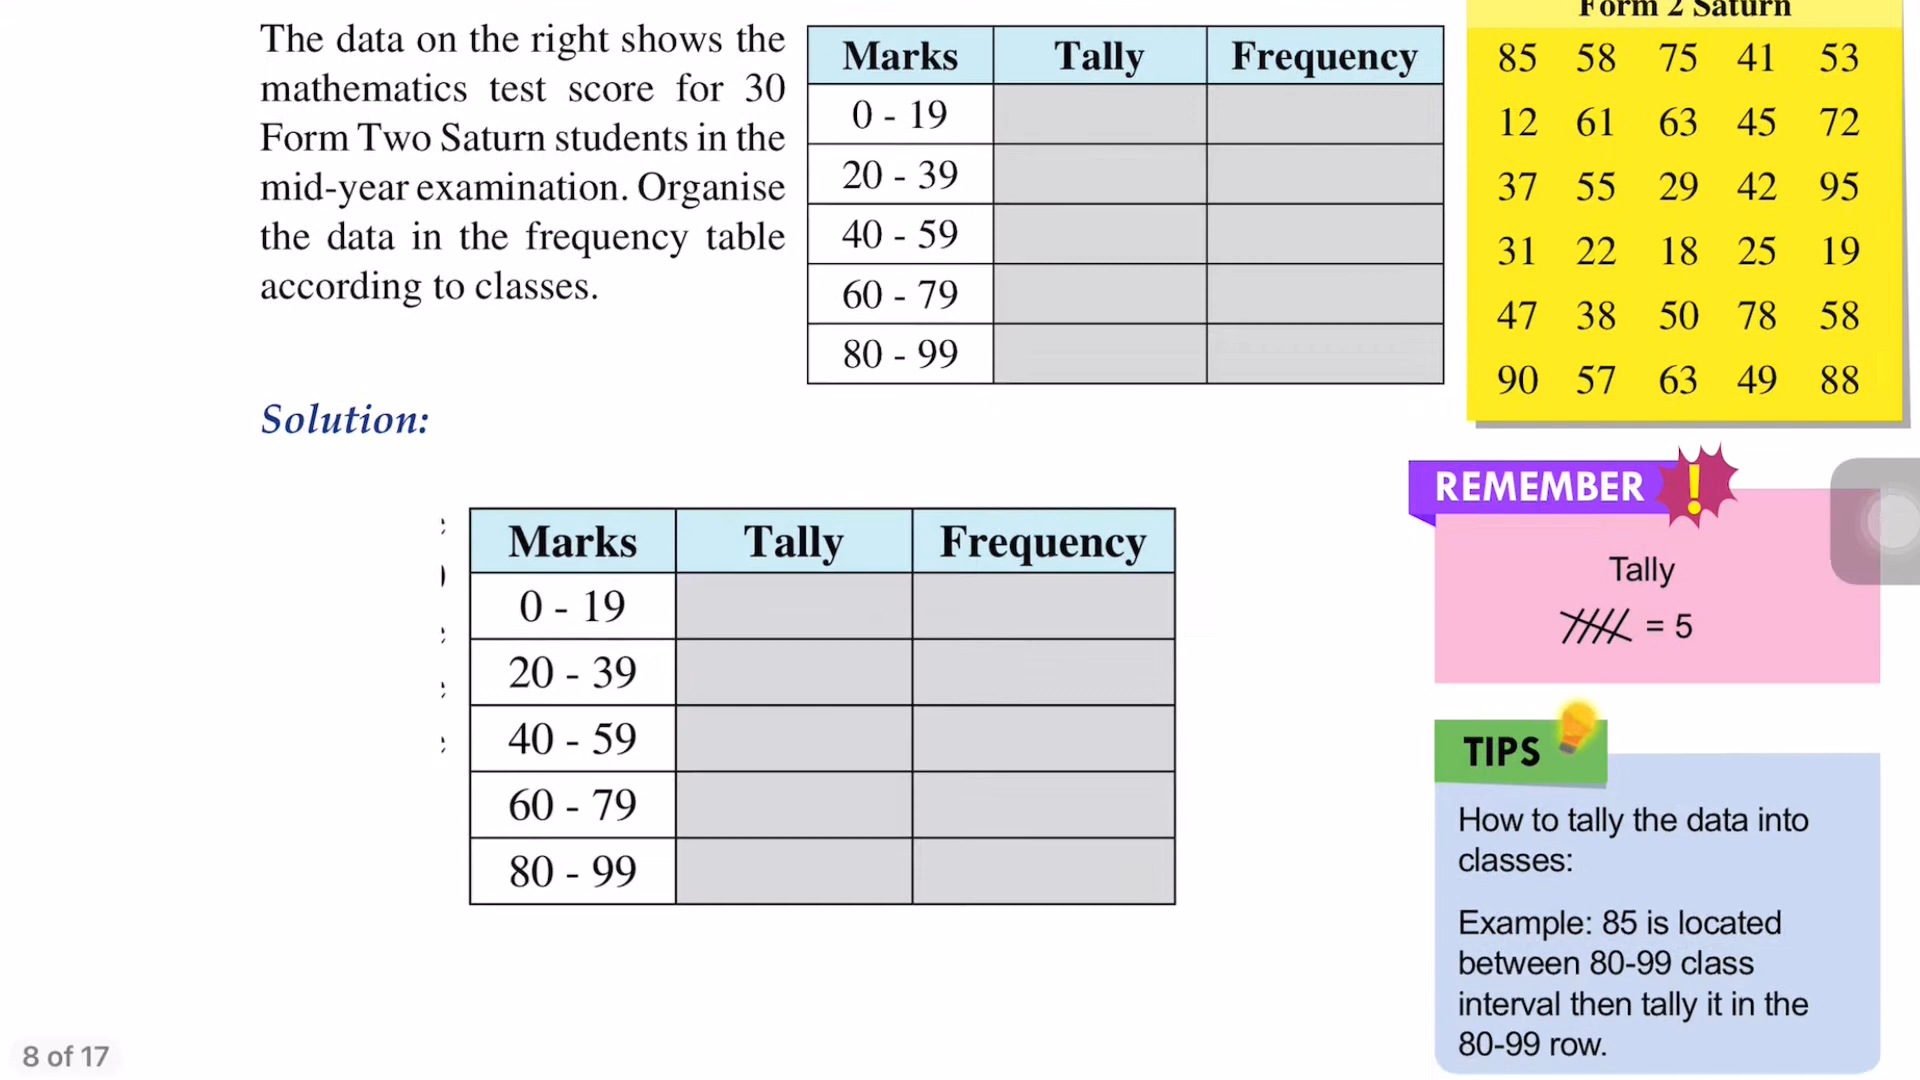 The data on the right shows the
mathematics test score for 30
Form Two Saturn students in the
mid-year examination. Organise
the data in the frequency table
according to classes.
Marks Tally Frequency
0 - 19
20 - 39
40 - 59
60 - 79
80 - 99
Form 2 Saturn
85 58 75 41 53
12 61 63 45 72
37 55 29 42 95
31 22 18 25 19
47 38 50 78 58
90 57 63 49 88
Solution:
Marks Tally Frequency
0 - 19
20 - 39
40 - 59
60 - 79
80 - 99
REMEMBER !
Tally
= 5
TIPS
How to tally the data into
classes:
Example: 85 is located
between 80-99 class
interval then tally it in the
80-99 row.
8 of 17